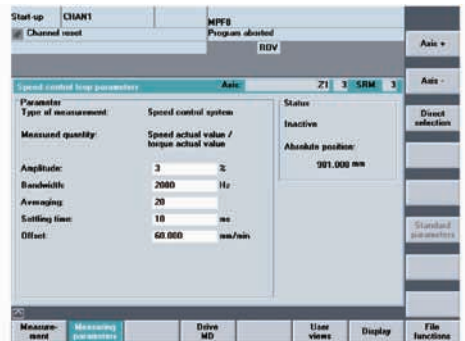 Start-up CHAN1 MPF0
Channel reset Program aborted
ROV
Axis +
Speed control loop parameters Axis: Z1 3 SRM 3
Axis -
Parameter
Type of measurement: Speed control system
Measured quantity: Speed actual value /
torque actual value
Amplitude: 3 %
Bandwidth: 2000 Hz
Averaging: 20
Settling time: 10 ms
Offset: 60.000 mm/min
Status
Inactive
Absolute position:
901.000 mm
Direct
selection
Standard
parameters
Measure-
ment
Measuring
parameters
Drive
MD
User
views
Display
File
functions